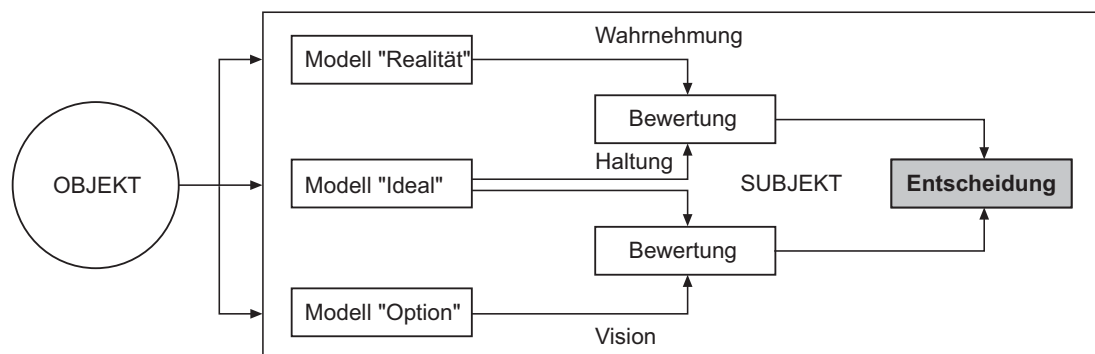 Wahrnehmung
Modell "Realität"
Bewertung
Haltung
OBJEKT
Modell "Ideal"
SUBJEKT
Entscheidung
Bewertung
Modell "Option"
Vision